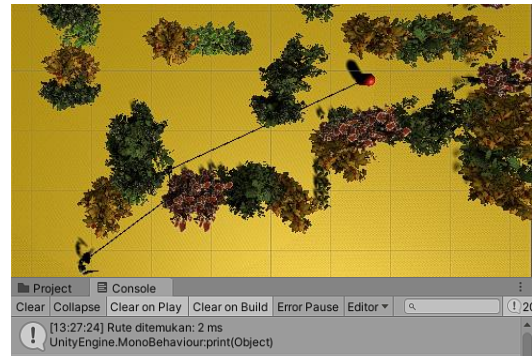 Project Console
Clear Collapse Clear on Play Clear on Build Error Pause Editor 20
[13:27:24] Rute ditemukan: 2 ms
UnityEngine.MonoBehaviour:print(Object)